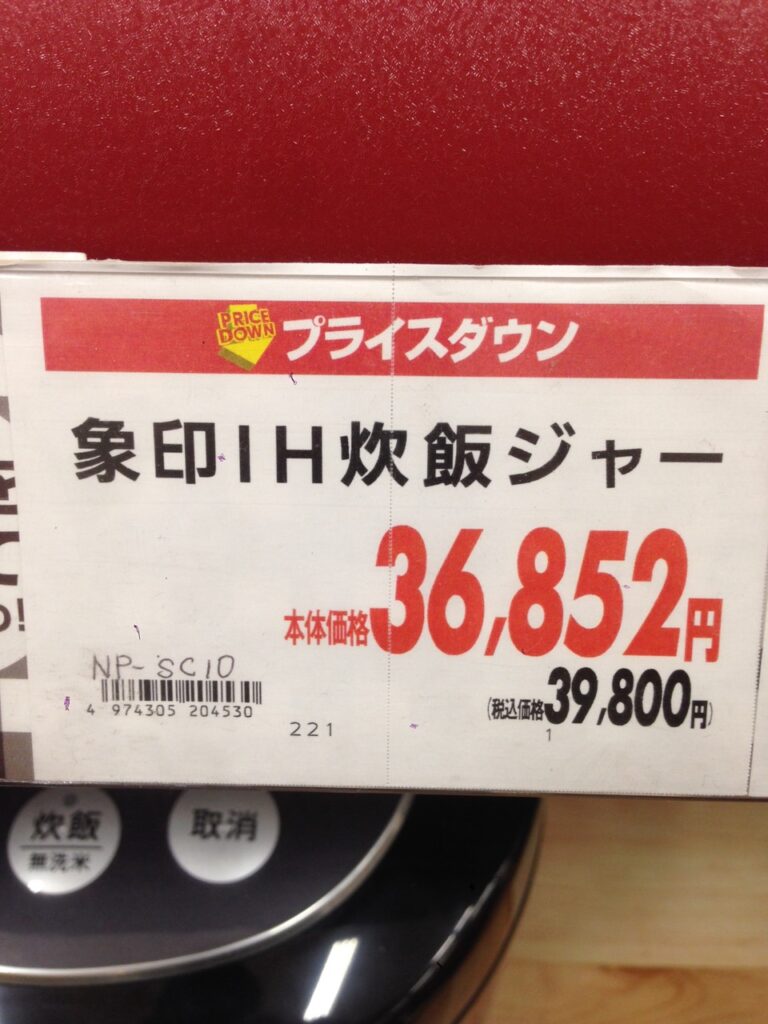 PRICE
DOWN
プライスダウン
象印IH炊飯ジャー
本体価格36,852円
(税込価格39,800円)
NP-SC10
4 974305 204530
221
1
炊飯
無洗米
取消